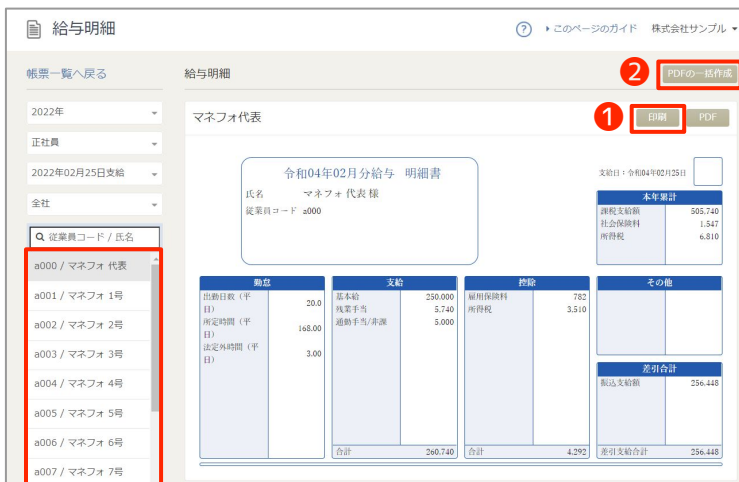 給与明細
? ▸このページのガイド 株式会社サンプル
帳票一覧へ戻る
給与明細
2 PDFの一括作成
2022年
正社員
2022年02月25日支給
全社
従業員コード / 氏名
a000 / マネフォ 代表
a001 / マネフォ 1号
a002 / マネフォ 2号
a003 / マネフォ 3号
a004 / マネフォ 4号
a005 / マネフォ 5号
a006 / マネフォ 6号
a007 / マネフォ 7号
マネフォ代表
1 印刷 PDF
令和04年02月分給与 明細書
氏名 マネフォ 代表 様
従業員コード a000
支給日：令和04年02月25日
本年累計
課税支給額 505,740
社会保険料 1,547
所得税 6,810
勤怠
出勤日数（平
日） 20.0
所定時間（平
日） 168.00
法定外時間（平
日） 3.00
支給
基本給 250,000
残業手当 5,740
通勤手当/非課 5,000
合計 260,740
控除
雇用保険料 782
所得税 3,510
合計 4,292
その他
差引合計
振込支給額 256,448
差引支給合計 256,448